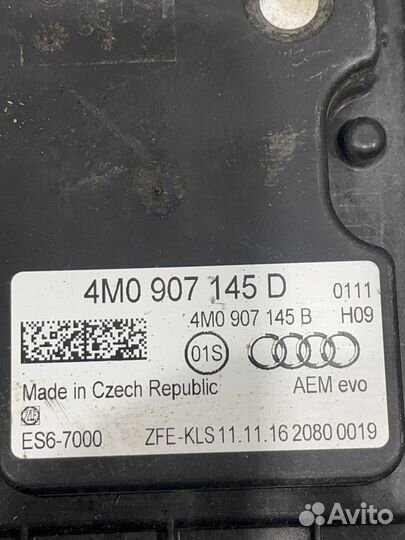 4M0 907 145 D
0111
4M0 907 145 B
H09
01S
Made in Czech Republic
AEM evo
ES6-7000
ZFE-KLS 11.11.16 2080 0019
Avito